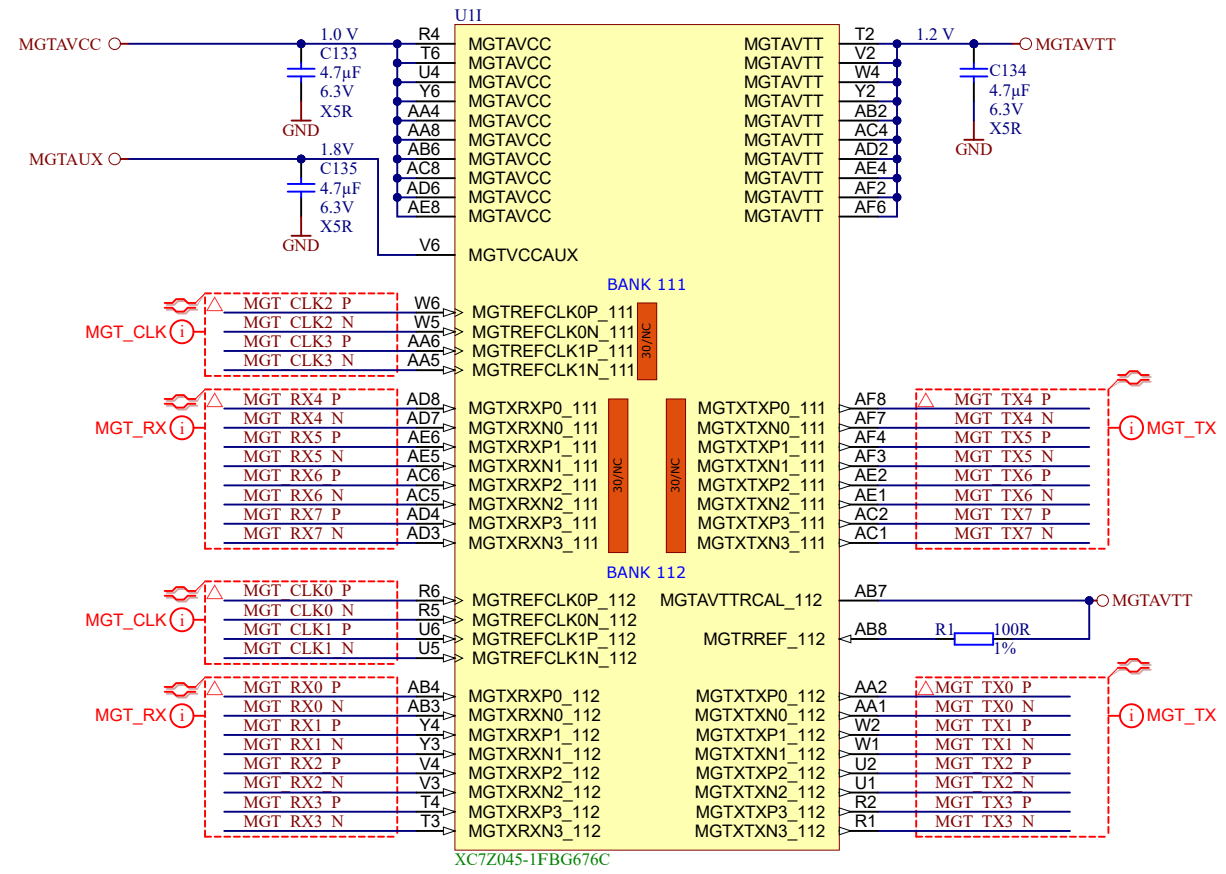 U1I
MGTAVCC 1.0 V R4 MGTAVCC MGTAVTT T2 1.2 V MGTAVTT
C133 T6 MGTAVCC MGTAVTT V2 C134
4.7µF U4 MGTAVCC MGTAVTT W4 4.7µF
6.3V Y6 MGTAVCC MGTAVTT Y2 6.3V
X5R AA4 MGTAVCC MGTAVTT AB2 X5R
GND AA8 MGTAVCC MGTAVTT AC4 GND
MGTAUX 1.8V AB6 MGTAVCC MGTAVTT AD2
C135 AC8 MGTAVCC MGTAVTT AE4
4.7µF AD6 MGTAVCC MGTAVTT AF2
6.3V AE8 MGTAVCC MGTAVTT AF6
X5R
GND V6 MGTVCCAUX
BANK 111
MGT_CLK2_P W6 MGTREFCLK0P_111
MGT_CLK MGT_CLK2_N W5 MGTREFCLK0N_111 30/NC
MGT_CLK3_P AA6 MGTREFCLK1P_111
MGT_CLK3_N AA5 MGTREFCLK1N_111
MGT_RX4_P AD8 MGTXRXP0_111 MGTXTXP0_111 AF8 MGT_TX4_P
MGT_RX MGT_RX4_N AD7 MGTXRXN0_111 MGTXTXN0_111 AF7 MGT_TX4_N MGT_TX
MGT_RX5_P AE6 MGTXRXP1_111 MGTXTXP1_111 AF4 MGT_TX5_P
MGT_RX5_N AE5 MGTXRXN1_111 30/NC 30/NC MGTXTXN1_111 AF3 MGT_TX5_N
MGT_RX6_P AC6 MGTXRXP2_111 MGTXTXP2_111 AE2 MGT_TX6_P
MGT_RX6_N AC5 MGTXRXN2_111 MGTXTXN2_111 AE1 MGT_TX6_N
MGT_RX7_P AD4 MGTXRXP3_111 MGTXTXP3_111 AC2 MGT_TX7_P
MGT_RX7_N AD3 MGTXRXN3_111 MGTXTXN3_111 AC1 MGT_TX7_N
BANK 112
MGT_CLK0_P R6 MGTREFCLK0P_112 MGTAVTTRCAL_112 AB7 MGTAVTT
MGT_CLK MGT_CLK0_N R5 MGTREFCLK0N_112
MGT_CLK1_P U6 MGTREFCLK1P_112 MGTRREF_112 AB8 R1 100R
MGT_CLK1_N U5 MGTREFCLK1N_112 1%
MGT_RX0_P AB4 MGTXRXP0_112 MGTXTXP0_112 AA2 MGT_TX0_P
MGT_RX MGT_RX0_N AB3 MGTXRXN0_112 MGTXTXN0_112 AA1 MGT_TX0_N MGT_TX
MGT_RX1_P Y4 MGTXRXP1_112 MGTXTXP1_112 W2 MGT_TX1_P
MGT_RX1_N Y3 MGTXRXN1_112 MGTXTXN1_112 W1 MGT_TX1_N
MGT_RX2_P V4 MGTXRXP2_112 MGTXTXP2_112 U2 MGT_TX2_P
MGT_RX2_N V3 MGTXRXN2_112 MGTXTXN2_112 U1 MGT_TX2_N
MGT_RX3_P T4 MGTXRXP3_112 MGTXTXP3_112 R2 MGT_TX3_P
MGT_RX3_N T3 MGTXRXN3_112 MGTXTXN3_112 R1 MGT_TX3_N
XC7Z045-1FBG676C